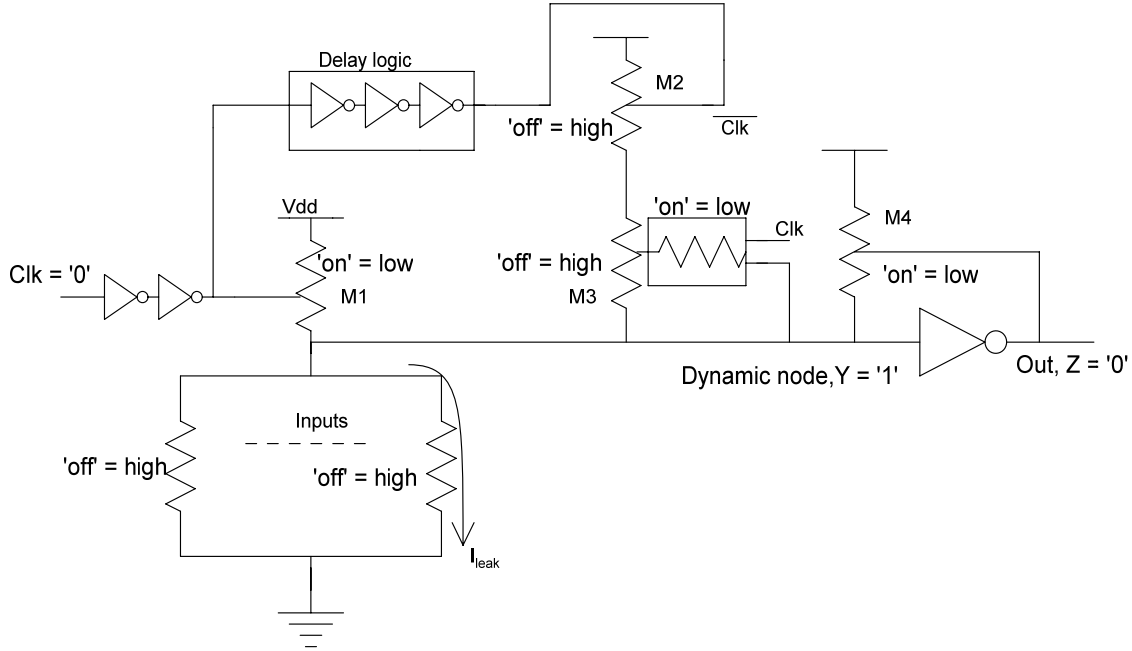 Delay logic
M2
'off' = high
Clk
Vdd
'on' = low
Clk
M4
Clk = '0'
'on' = low
'off' = high
'on' = low
M1
M3
Dynamic node,Y = '1'
Out, Z = '0'
Inputs
'off' = high
'off' = high
Ileak